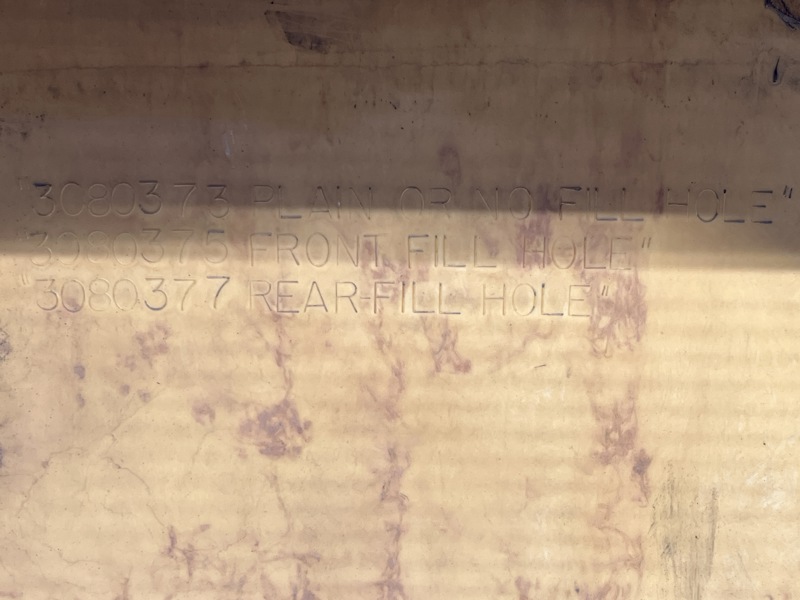 "3080373 PLAIN OR NO FILL HOLE"
"3080375 FRONT FILL HOLE"
"3080377 REAR-FILL HOLE"